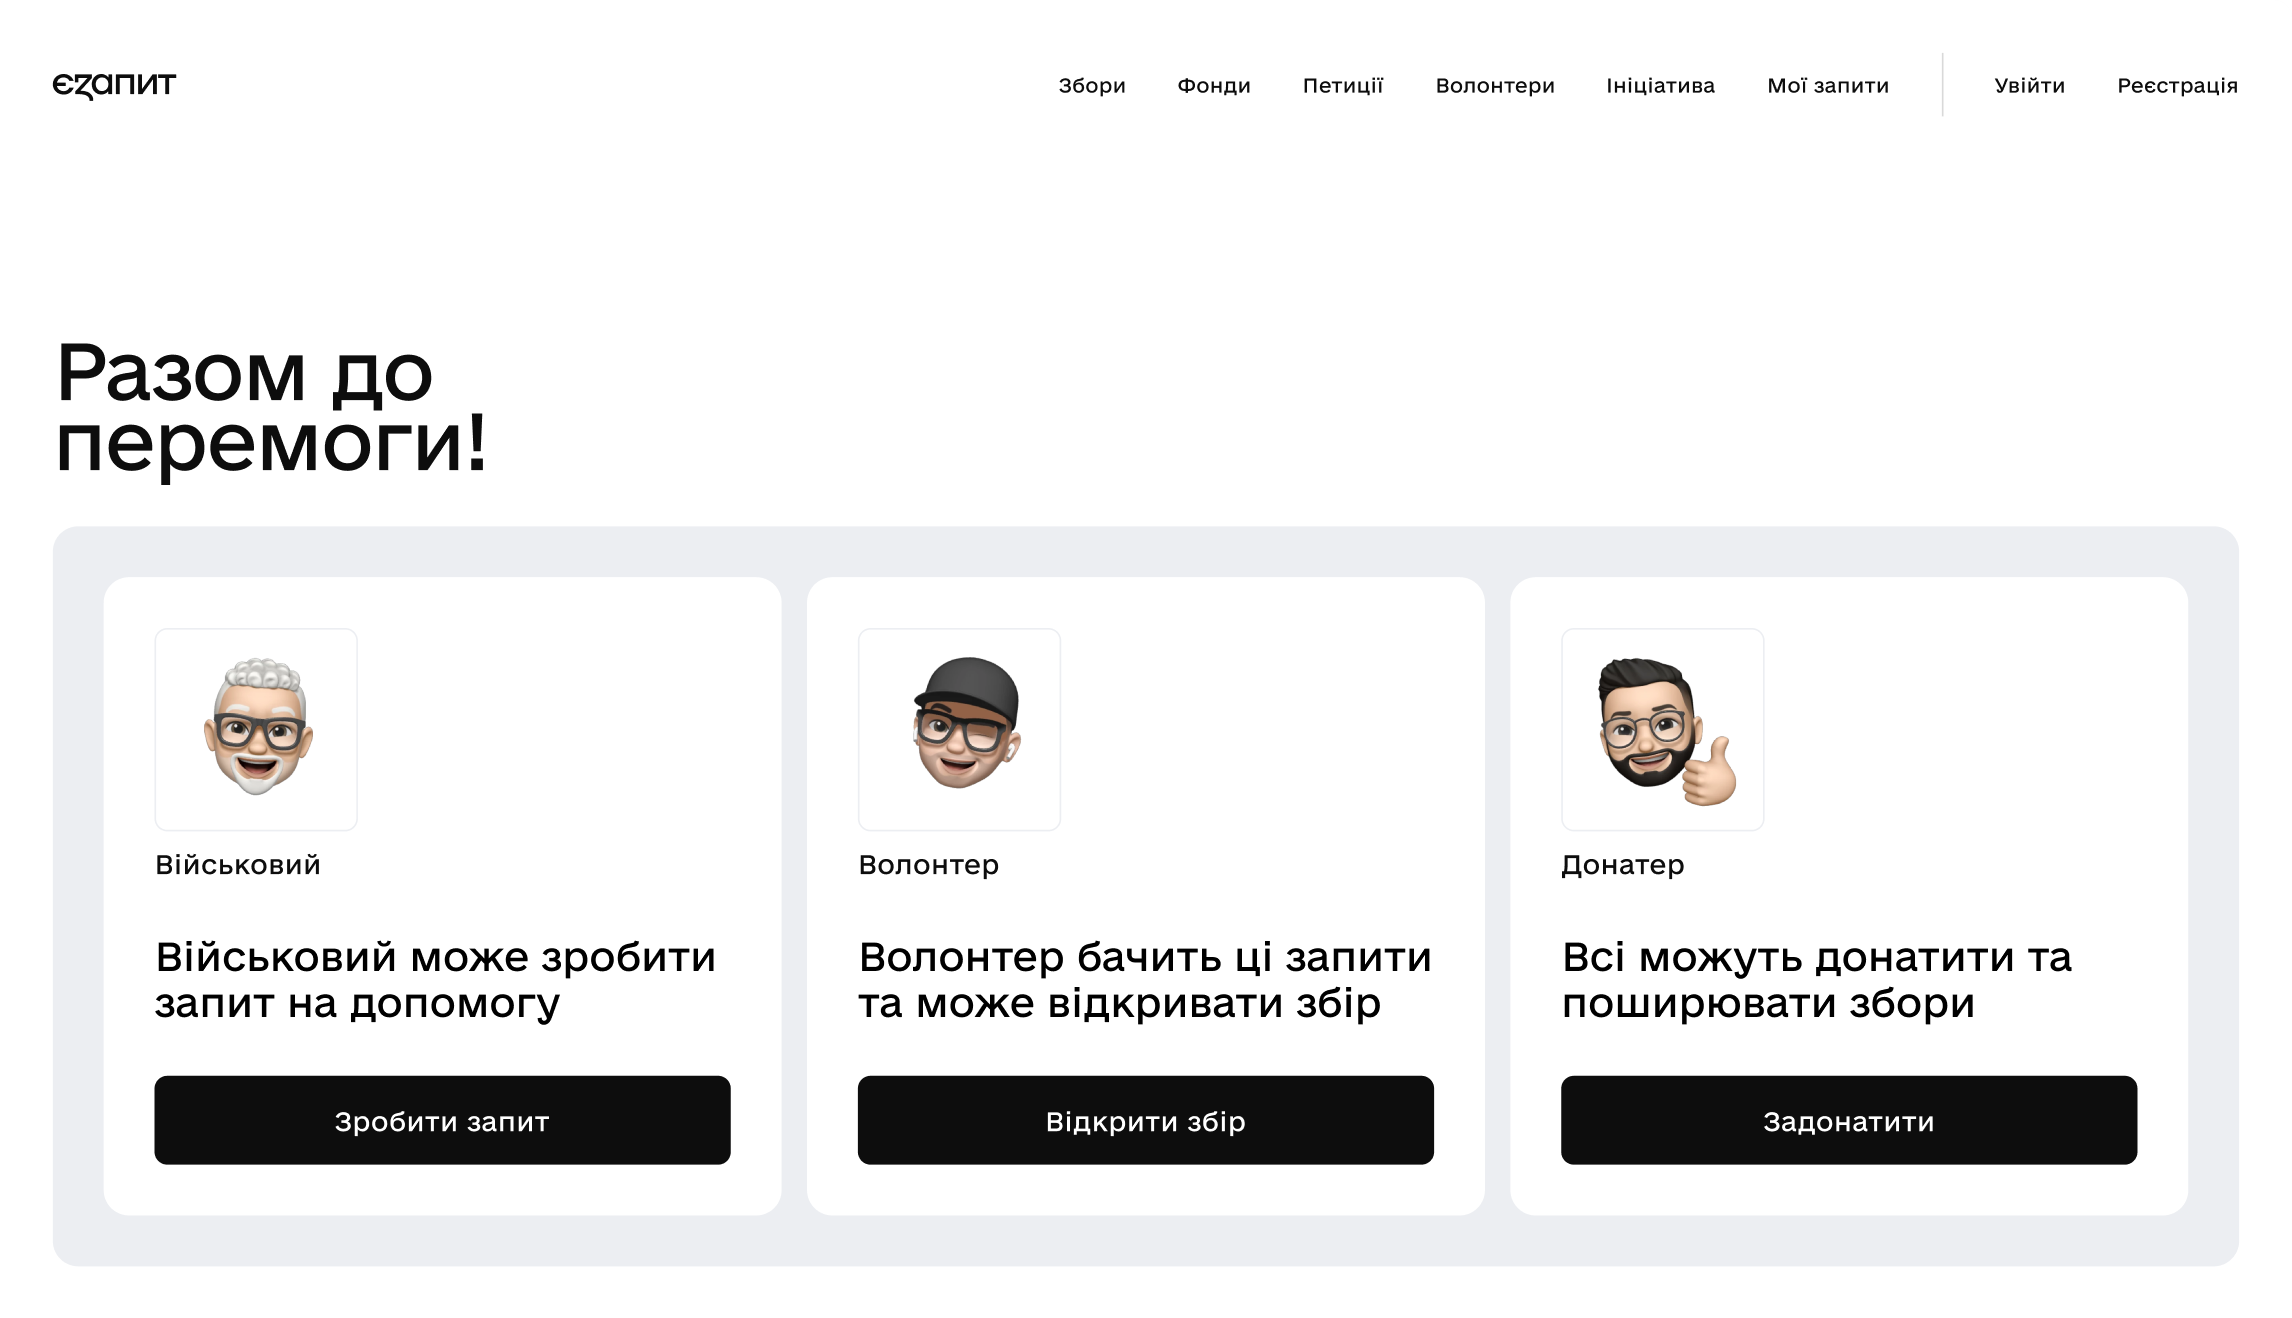 єzапит
Збори
Фонди
Петиції
Волонтери
Ініціатива
Мої запити
Увійти
Реєстрація
Разом до
перемоги!
Військовий
Військовий може зробити
запит на допомогу
Зробити запит
Волонтер
Волонтер бачить ці запити
та може відкривати збір
Відкрити збір
Донатер
Всі можуть донатити та
поширювати збори
Задонатити